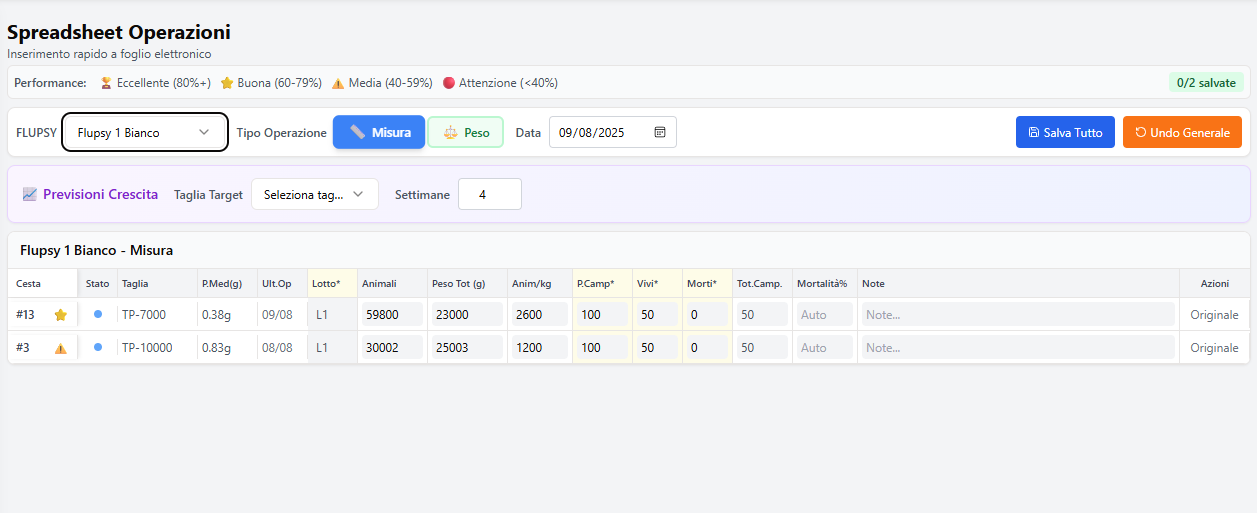 Spreadsheet Operazioni
Inserimento rapido a foglio elettronico
Performance: Eccellente (80%+) Buona (60-79%) Media (40-59%) Attenzione (<40%) 0/2 salvate
FLUPSY Flupsy 1 Bianco Tipo Operazione Misura Peso Data 09/08/2025 Salva Tutto Undo Generale
Previsioni Crescita Taglia Target Seleziona tag... Settimane 4
Flupsy 1 Bianco - Misura
Cesta Stato Taglia P.Med(g) Ult.Op Lotto* Animali Peso Tot (g) Anim/kg P.Camp* Vivi* Morti* Tot.Camp. Mortalità% Note Azioni
#13 TP-7000 0.38g 09/08 L1 59800 23000 2600 100 50 0 50 Auto Note... Originale
#3 TP-10000 0.83g 08/08 L1 30002 25003 1200 100 50 0 50 Auto Note... Originale